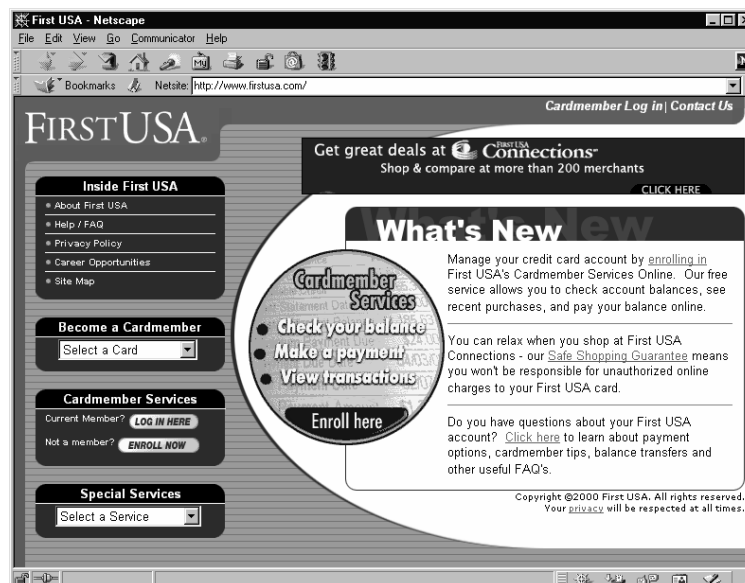 First USA - Netscape
File Edit View Go Communicator Help
My
Bookmarks Netsite: http://www.firstusa.com/
Cardmember Log in| Contact Us
FIRST USA.
Get great deals at FIRST USA Connections
Shop & compare at more than 200 merchants
CLICK HERE
Inside First USA
About First USA
Help / FAQ
Privacy Policy
Career Opportunities
Site Map
Become a Cardmember
Select a Card
Cardmember Services
Current Member? LOG IN HERE
Not a member? ENROLL NOW
Special Services
Select a Service
Cardmember
Services
Check your balance
Make a payment
View transactions
Enroll here
What's New
Manage your credit card account by enrolling in
First USA's Cardmember Services Online. Our free
service allows you to check account balances, see
recent purchases, and pay your balance online.
You can relax when you shop at First USA
Connections - our Safe Shopping Guarantee means
you won't be responsible for unauthorized online
charges to your First USA card.
Do you have questions about your First USA
account? Click here to learn about payment
options, cardmember tips, balance transfers and
other useful FAQ's.
Copyright ©2000 First USA. All rights reserved.
Your privacy will be respected at all times.